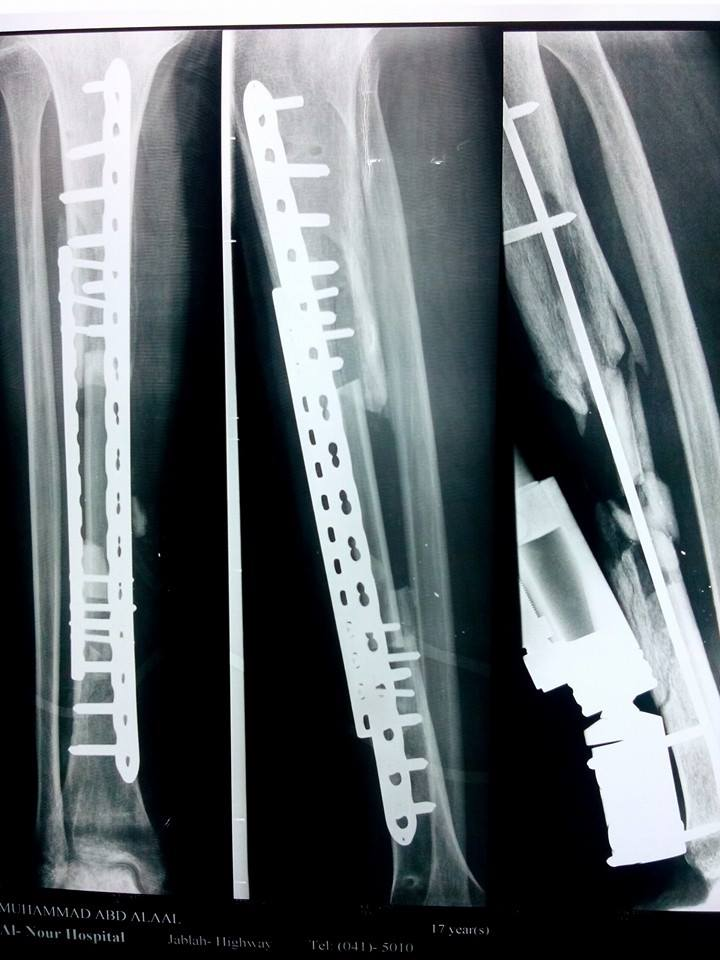 MUHAMMAD ABD ALAAL
17 year(s)
Al- Nour Hospital Jablah- Highway Tel: (041)- 5010